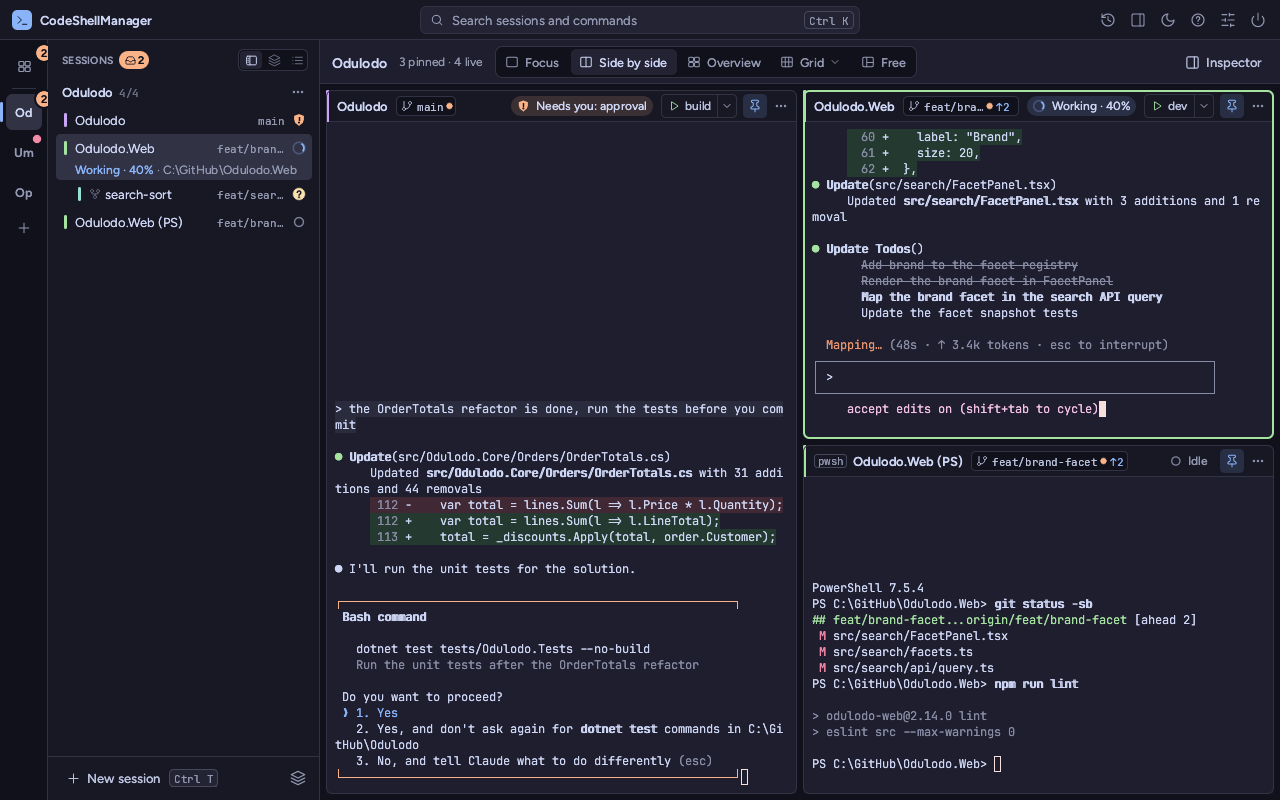 CodeShellManager
Search sessions and commands
Ctrl K
2
Od
2
Um
Op
SESSIONS 2
Odulodo 4/4
Odulodo main
Odulodo.Web feat/bran…
Working · 40% · C:\GitHub\Odulodo.Web
search-sort feat/sear… ?
Odulodo.Web (PS) feat/bran…
New session Ctrl T
Odulodo 3 pinned · 4 live
Focus
Side by side
Overview
Grid
Free
Inspector
Odulodo main Needs you: approval build
> the OrderTotals refactor is done, run the tests before you com
mit
Update(src/Odulodo.Core/Orders/OrderTotals.cs)
Updated src/Odulodo.Core/Orders/OrderTotals.cs with 31 addi
tions and 44 removals
112 - var total = lines.Sum(l => l.Price * l.Quantity);
112 + var total = lines.Sum(l => l.LineTotal);
113 + total = _discounts.Apply(total, order.Customer);
I'll run the unit tests for the solution.
Bash command
dotnet test tests/Odulodo.Tests --no-build
Run the unit tests after the OrderTotals refactor
Do you want to proceed?
❯ 1. Yes
2. Yes, and don't ask again for dotnet test commands in C:\Gi
tHub\Odulodo
3. No, and tell Claude what to do differently (esc)
Odulodo.Web feat/bra… ↑2 Working · 40% dev
60 + label: "Brand",
61 + size: 20,
62 + },
Update(src/search/FacetPanel.tsx)
Updated src/search/FacetPanel.tsx with 3 additions and 1 re
moval
Update Todos()
Add brand to the facet registry
Render the brand facet in FacetPanel
Map the brand facet in the search API query
Update the facet snapshot tests
Mapping… (48s · ↑ 3.4k tokens · esc to interrupt)
>
accept edits on (shift+tab to cycle)
pwsh Odulodo.Web (PS) feat/brand-facet ↑2 Idle
PowerShell 7.5.4
PS C:\GitHub\Odulodo.Web> git status -sb
## feat/brand-facet...origin/feat/brand-facet [ahead 2]
M src/search/FacetPanel.tsx
M src/search/facets.ts
M src/search/api/query.ts
PS C:\GitHub\Odulodo.Web> npm run lint
> odulodo-web@2.14.0 lint
> eslint src --max-warnings 0
PS C:\GitHub\Odulodo.Web>